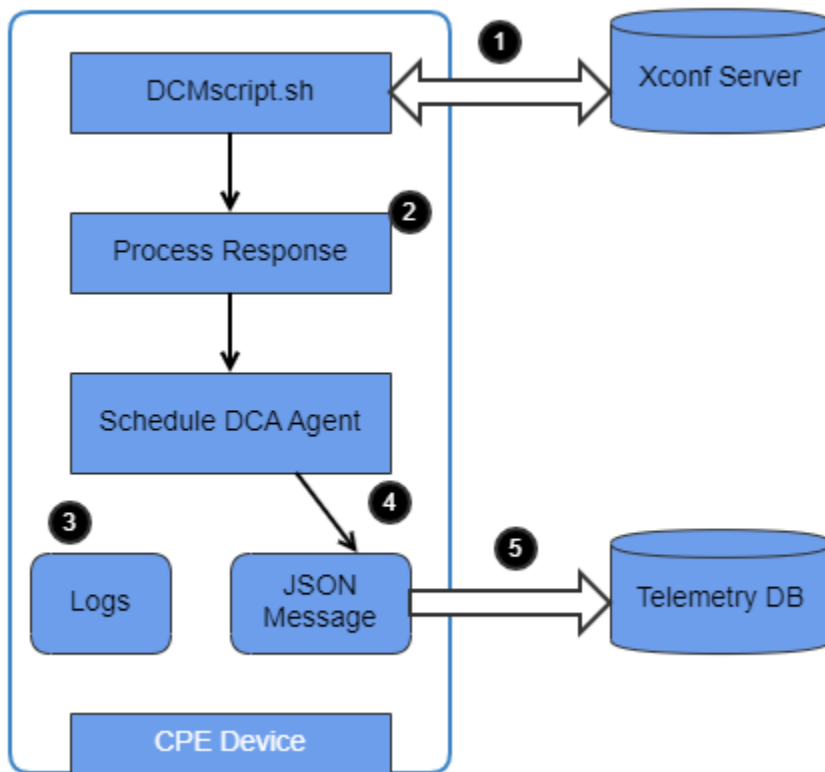 1
DCMscript.sh
Xconf Server
2
Process Response
Schedule DCA Agent
3
4
5
Logs
JSON
Message
Telemetry DB
CPE Device